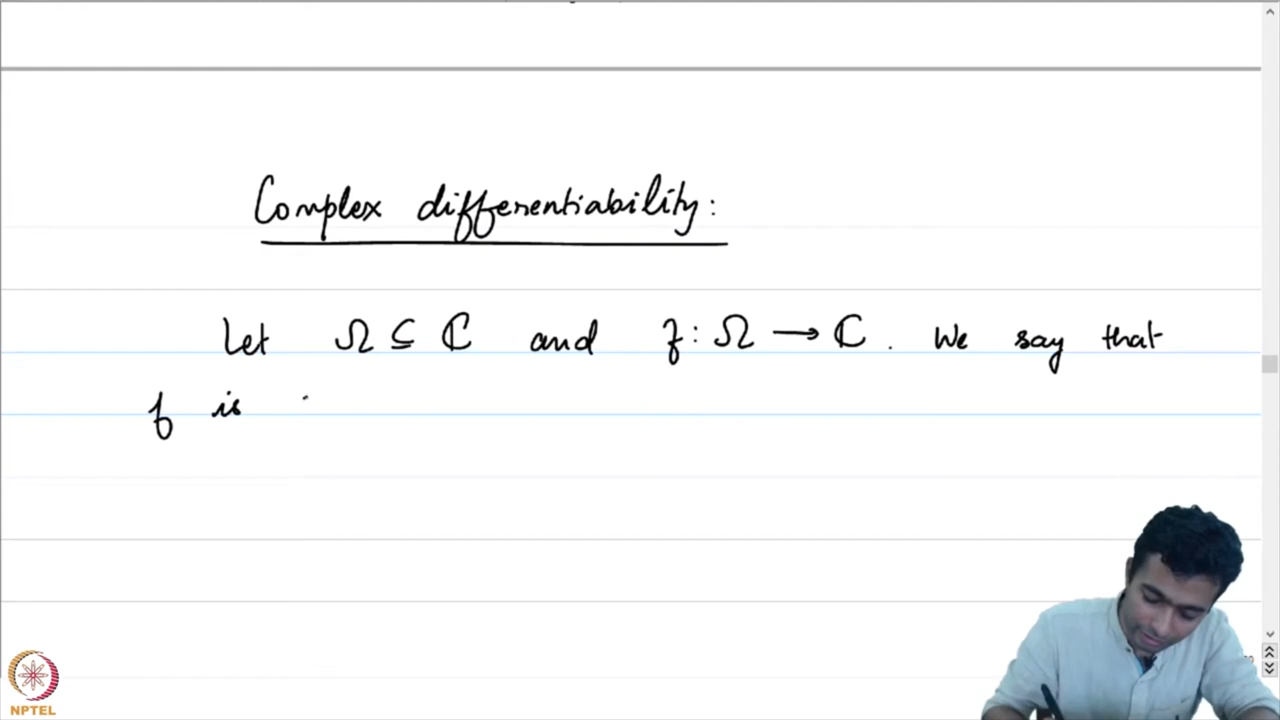 Complex differentiability:
Let Ω ⊆ ℂ and f: Ω → ℂ. We say that
f is
NPTEL